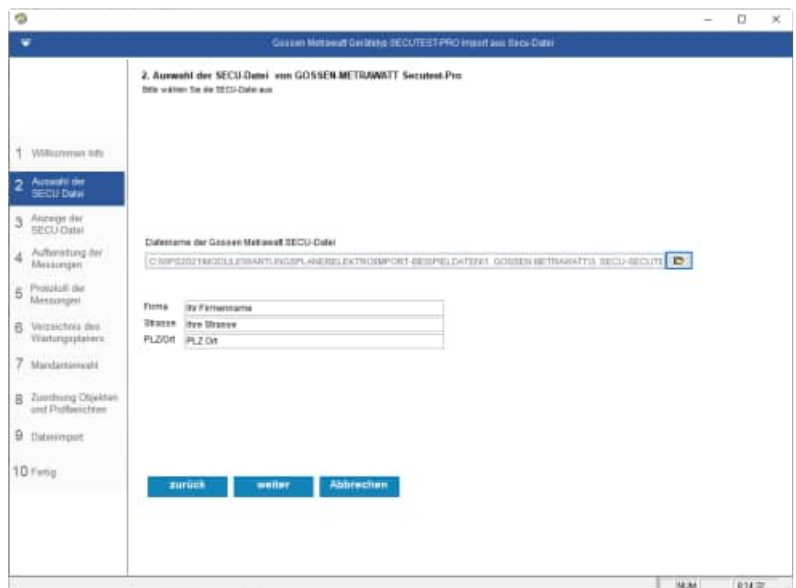 Gossen Metrawatt Gerätetyp SECUTEST-PRO Import aus Secu-Datei
2. Auswahl der SECU-Datei von GOSSEN-METRAWATT Secutest-Pro
Bitte wählen Sie die SECU-Datei aus
1 Willkommen Info
2 Auswahl der
SECU-Datei
3 Anzeige der
SECU-Datei
4 Aufbereitung der
Messungen
5 Protokoll der
Messungen
6 Verzeichnis des
Wartungsplaners
7 Mandantenwahl
8 Zuordnung Objekten
und Prüfberichten
9 Datenimport
10 Fertig
Dateiname der Gossen Metrawatt SECU-Datei
Firma Ihr Firmenname
Strasse Ihre Strasse
PLZ/Ort PLZ Ort
zurück weiter Abbrechen
NUM